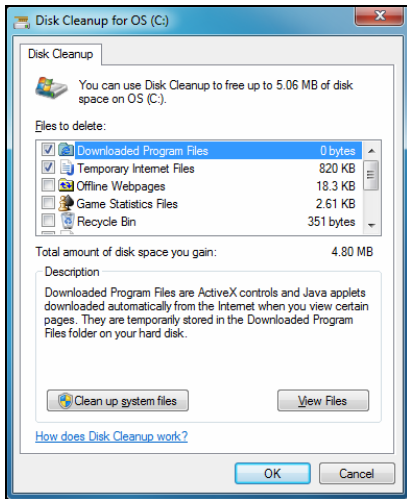 Disk Cleanup for OS (C:)
Disk Cleanup
You can use Disk Cleanup to free up to 5.06 MB of disk
space on OS (C:).
Files to delete:
Downloaded Program Files 0 bytes
Temporary Internet Files 820 KB
Offline Webpages 18.3 KB
Game Statistics Files 2.61 KB
Recycle Bin 351 bytes
Total amount of disk space you gain: 4.80 MB
Description
Downloaded Program Files are ActiveX controls and Java applets
downloaded automatically from the Internet when you view certain
pages. They are temporarily stored in the Downloaded Program
Files folder on your hard disk.
Clean up system files View Files
How does Disk Cleanup work?
OK Cancel